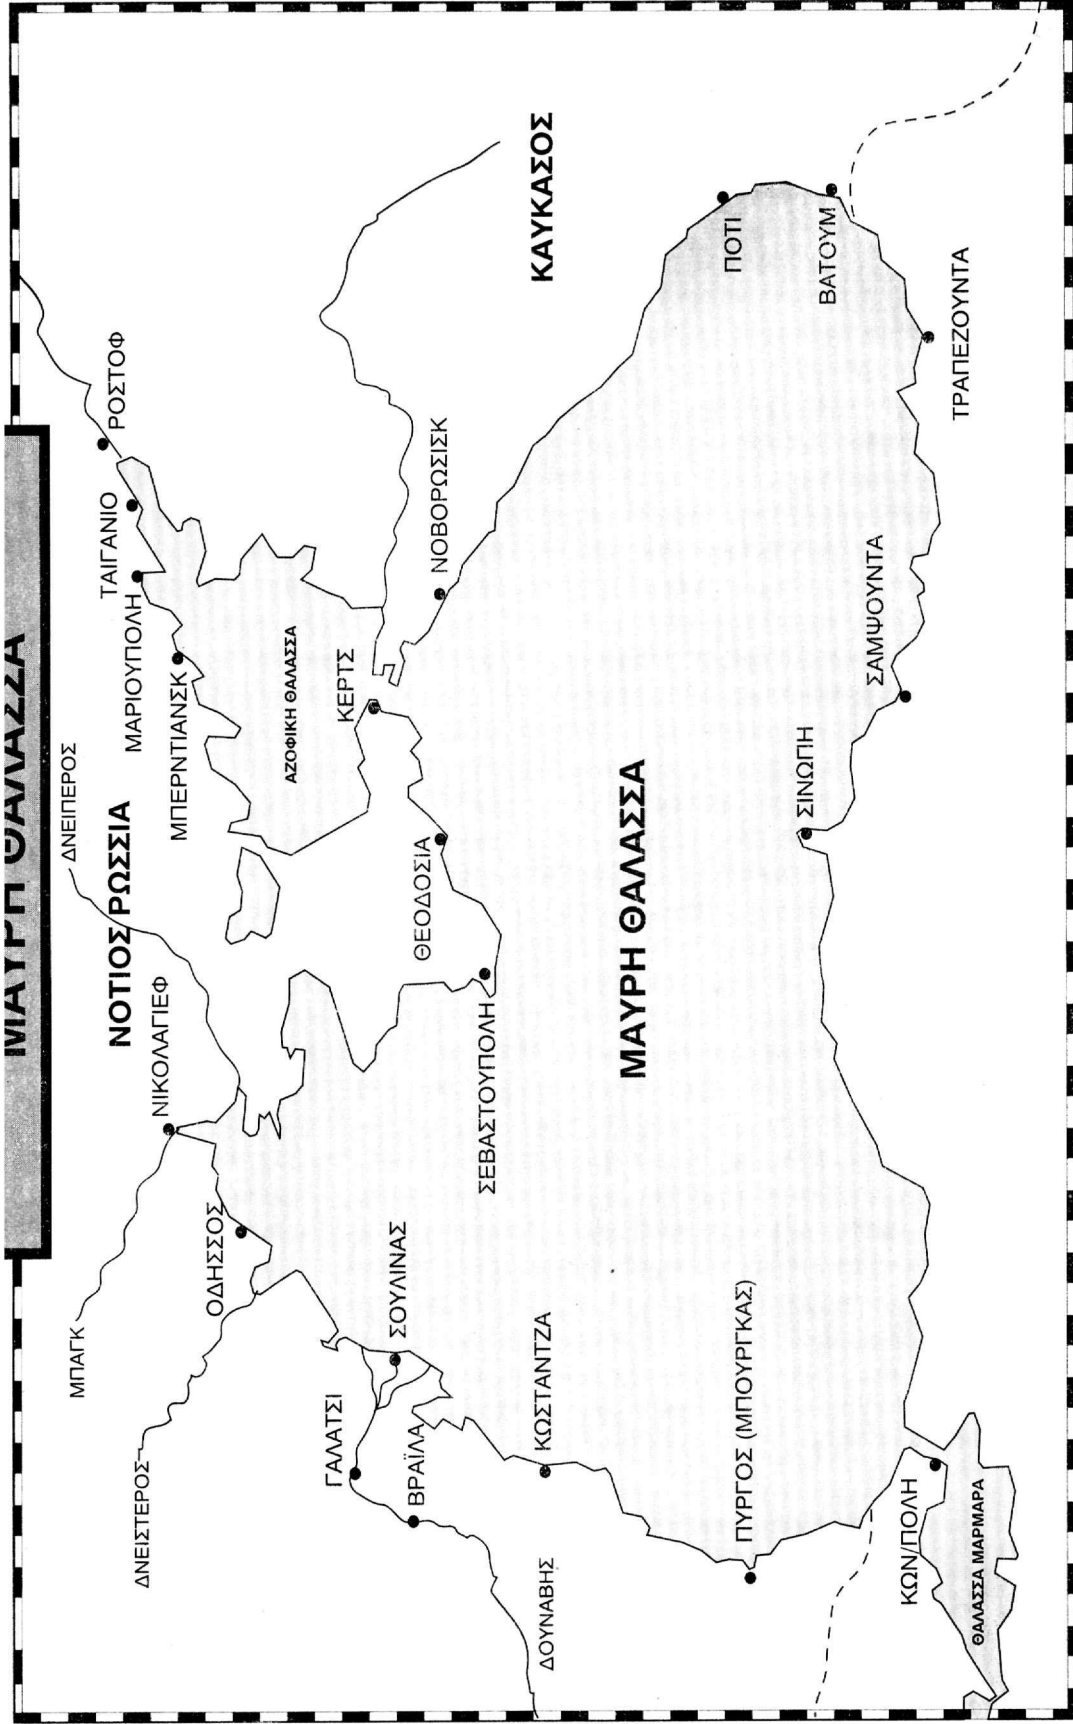 ΜΑΥΡΗ ΘΑΛΑΣΣΑ
ΔΝΕΙΠΕΡΟΣ
ΜΠΑΓΚ
ΝΟΤΙΟΣ ΡΩΣΣΙΑ
ΡΟΣΤΟΦ
ΤΑΙΓΑΝΙΟ
ΜΑΡΙΟΥΠΟΛΗ
ΔΝΕΙΣΤΕΡΟΣ
ΝΙΚΟΛΑΓΙΕΦ
ΜΠΕΡΝΤΙΑΝΣΚ
ΟΔΗΣΣΟΣ
ΑΖΟΦΙΚΗ ΘΑΛΑΣΣΑ
ΓΑΛΑΤΣΙ
ΚΕΡΤΣ
ΣΟΥΛΙΝΑΣ
ΒΡΑΪΛΑ
ΘΕΟΔΟΣΙΑ
ΝΟΒΟΡΩΣΙΣΚ
ΣΕΒΑΣΤΟΥΠΟΛΗ
ΚΑΥΚΑΣΟΣ
ΔΟΥΝΑΒΗΣ
ΚΩΣΤΑΝΤΖΑ
ΜΑΥΡΗ ΘΑΛΑΣΣΑ
ΠΟΤΙ
ΠΥΡΓΟΣ (ΜΠΟΥΡΓΚΑΣ)
ΣΙΝΩΠΗ
ΒΑΤΟΥΜ
ΣΑΜΨΟΥΝΤΑ
ΚΩΝ/ΠΟΛΗ
ΤΡΑΠΕΖΟΥΝΤΑ
ΘΑΛΑΣΣΑ ΜΑΡΜΑΡΑ